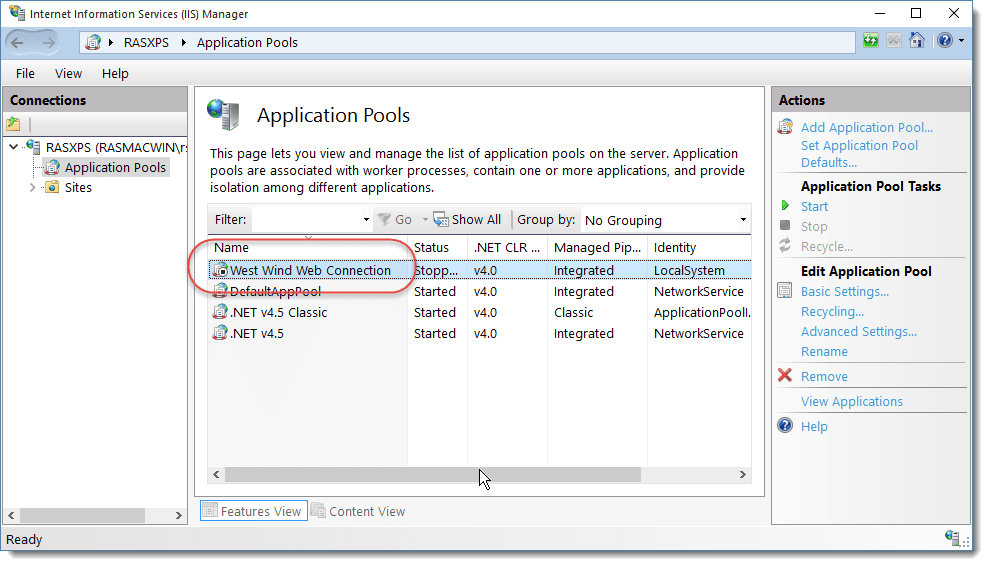 Internet Information Services (IIS) Manager
RASXPS Application Pools
File View Help
Connections
RASXPS (RASMACWIN\rs
Application Pools
Sites
Application Pools
This page lets you view and manage the list of application pools on the server. Application
pools are associated with worker processes, contain one or more applications, and provide
isolation among different applications.
Filter: Go Show All Group by: No Grouping
Name Status .NET CLR ... Managed Pip... Identity
West Wind Web Connection Stopp... v4.0 Integrated LocalSystem
DefaultAppPool Started v4.0 Integrated NetworkService
.NET v4.5 Classic Started v4.0 Classic ApplicationPoolI.
.NET v4.5 Started v4.0 Integrated NetworkService
Features View Content View
Actions
Add Application Pool...
Set Application Pool
Defaults...
Application Pool Tasks
Start
Stop
Recycle...
Edit Application Pool
Basic Settings...
Recycling...
Advanced Settings...
Rename
Remove
View Applications
Help
Ready